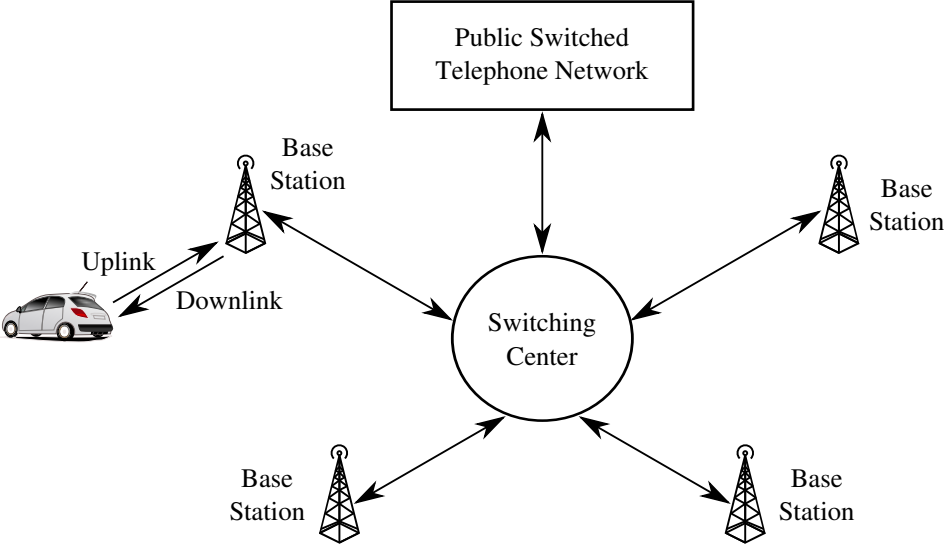 Public Switched
Telephone Network
Base
Station
Base
Station
Uplink
Downlink
Switching
Center
Base
Station
Base
Station